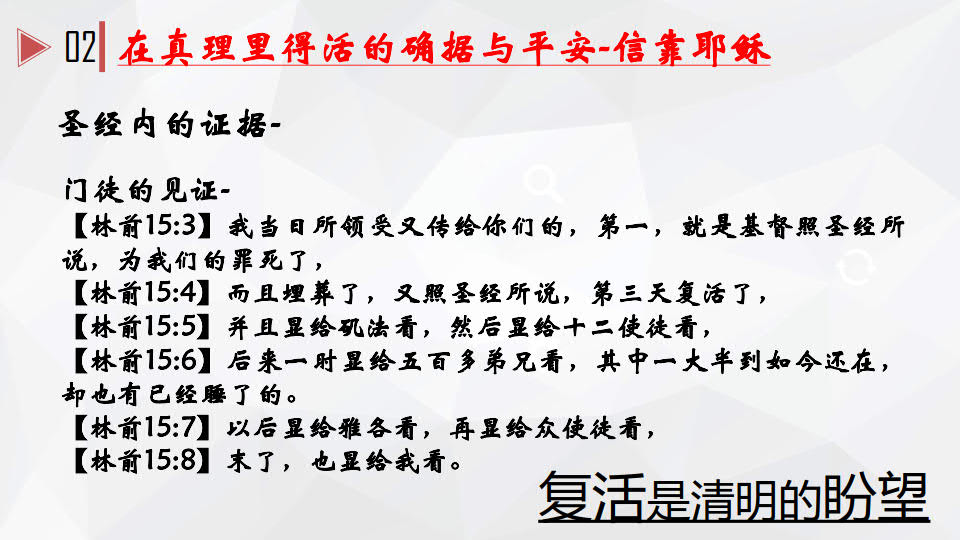 02 在真理里得活的确据与平安-信靠耶稣
圣经内的证据-
门徒的见证-
【林前15:3】我当日所领受又传给你们的，第一，就是基督照圣经所
说，为我们的罪死了，
【林前15:4】而且埋葬了，又照圣经所说，第三天复活了，
【林前15:5】并且显给矶法看，然后显给十二使徒看，
【林前15:6】后来一时显给五百多弟兄看，其中一大半到如今还在，
却也有已经睡了的。
【林前15:7】以后显给雅各看，再显给众使徒看，
【林前15:8】末了，也显给我看。
复活是清明的盼望